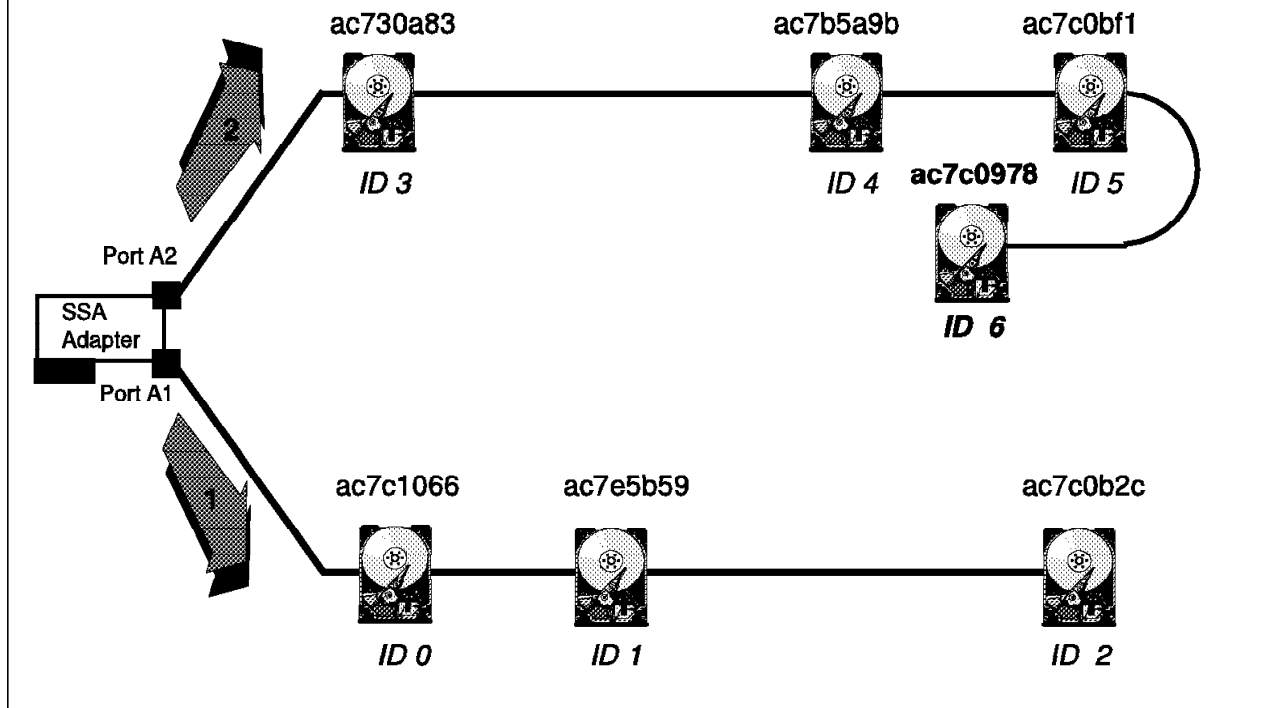 ac730a83
ac7b5a9b
ac7c0bf1
2
ID 3
ID 4
ac7c0978
ID 5
Port A2
SSA
Adapter
ID 6
Port A1
1
ac7c1066
ac7e5b59
ac7c0b2c
ID 0
ID 1
ID 2